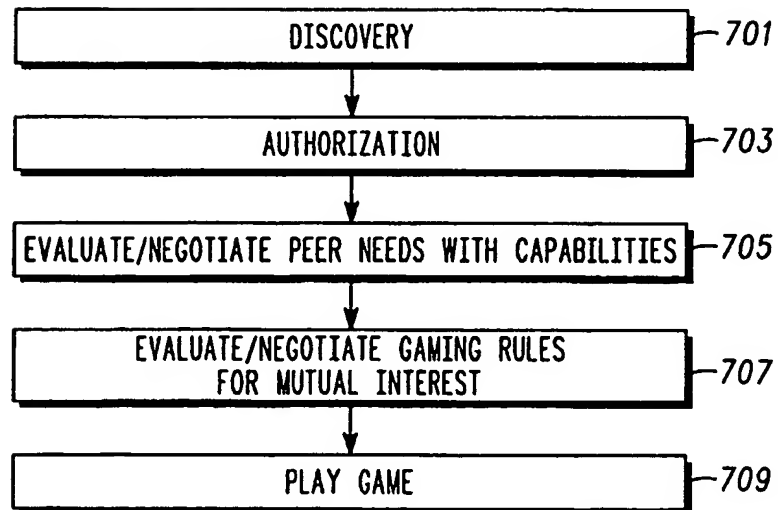 DISCOVERY 701
AUTHORIZATION 703
EVALUATE/NEGOTIATE PEER NEEDS WITH CAPABILITIES 705
EVALUATE/NEGOTIATE GAMING RULES
FOR MUTUAL INTEREST 707
PLAY GAME 709